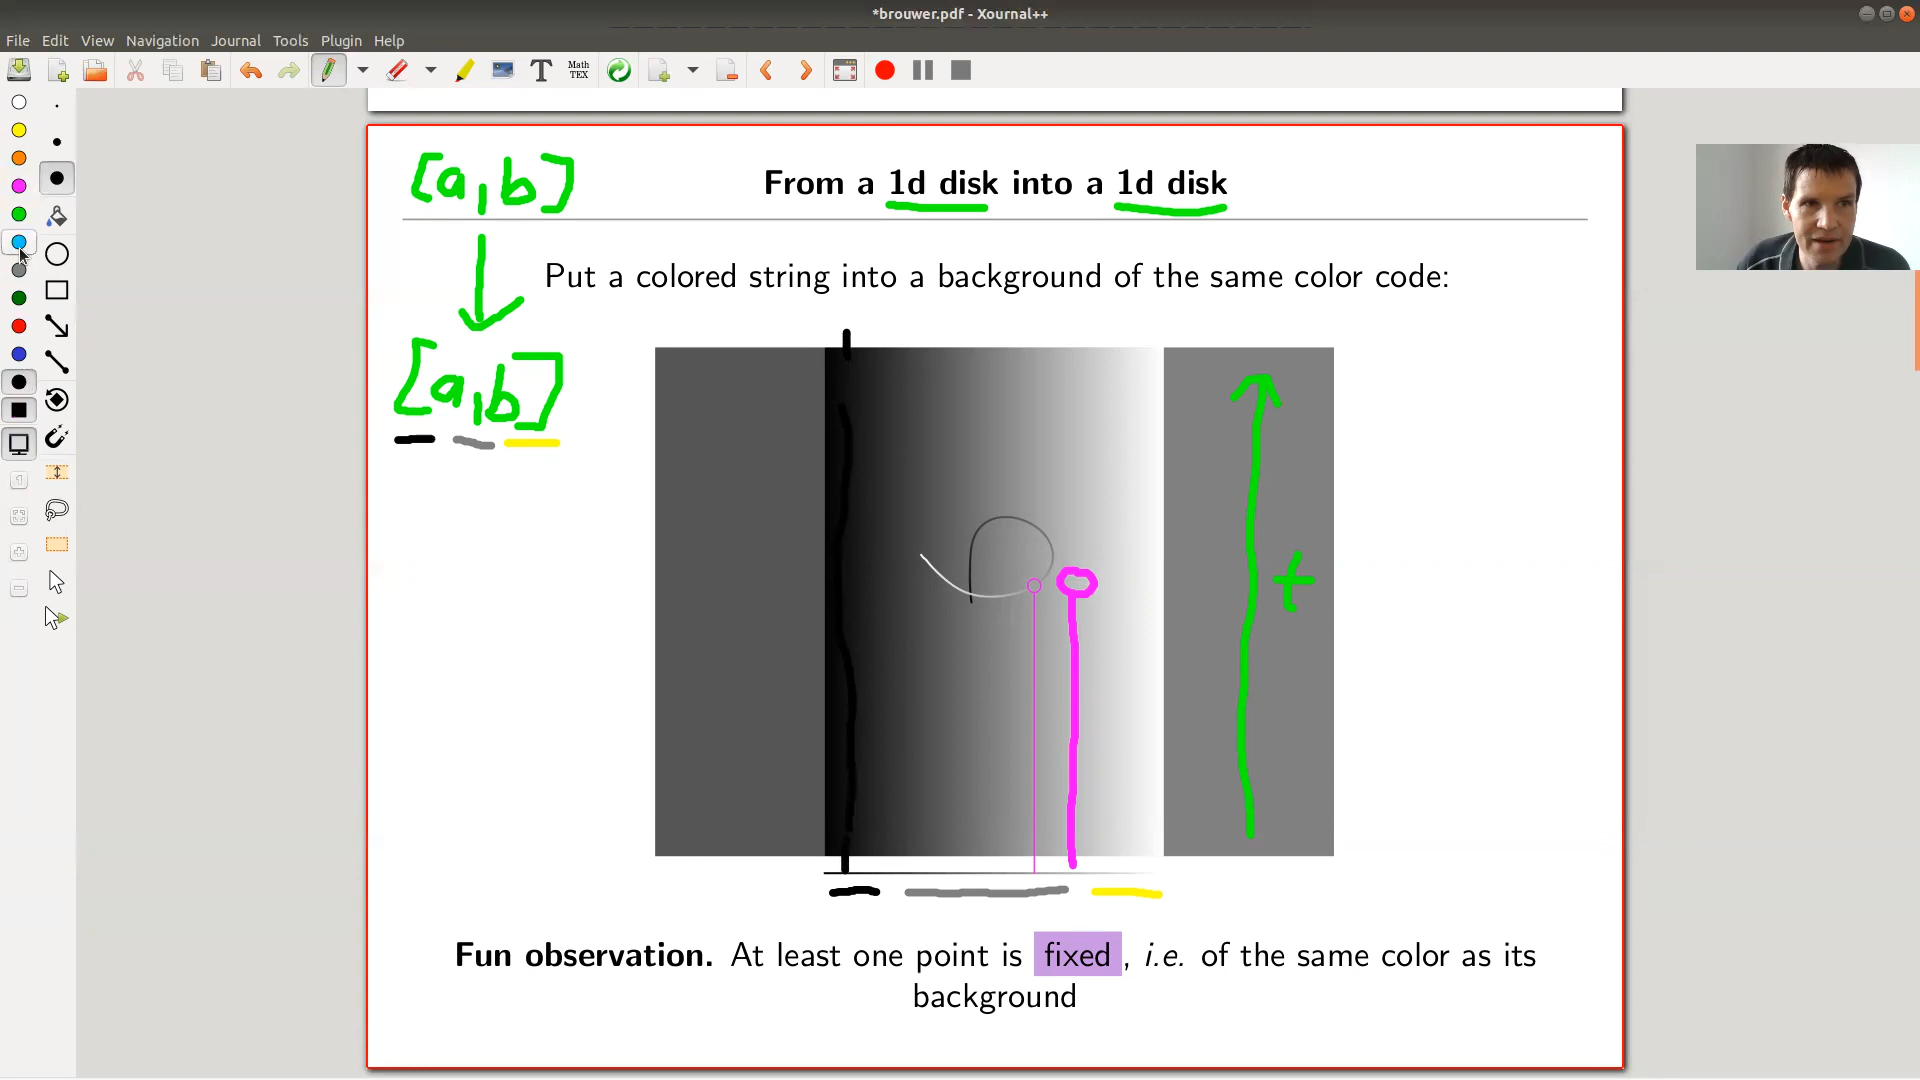 *brouwer.pdf - Xournal++
File Edit View Navigation Journal Tools Plugin Help
Math
TEX
[a,b]
From a 1d disk into a 1d disk
Put a colored string into a background of the same color code:
[a,b]
t
Fun observation. At least one point is fixed, i.e. of the same color as its
background